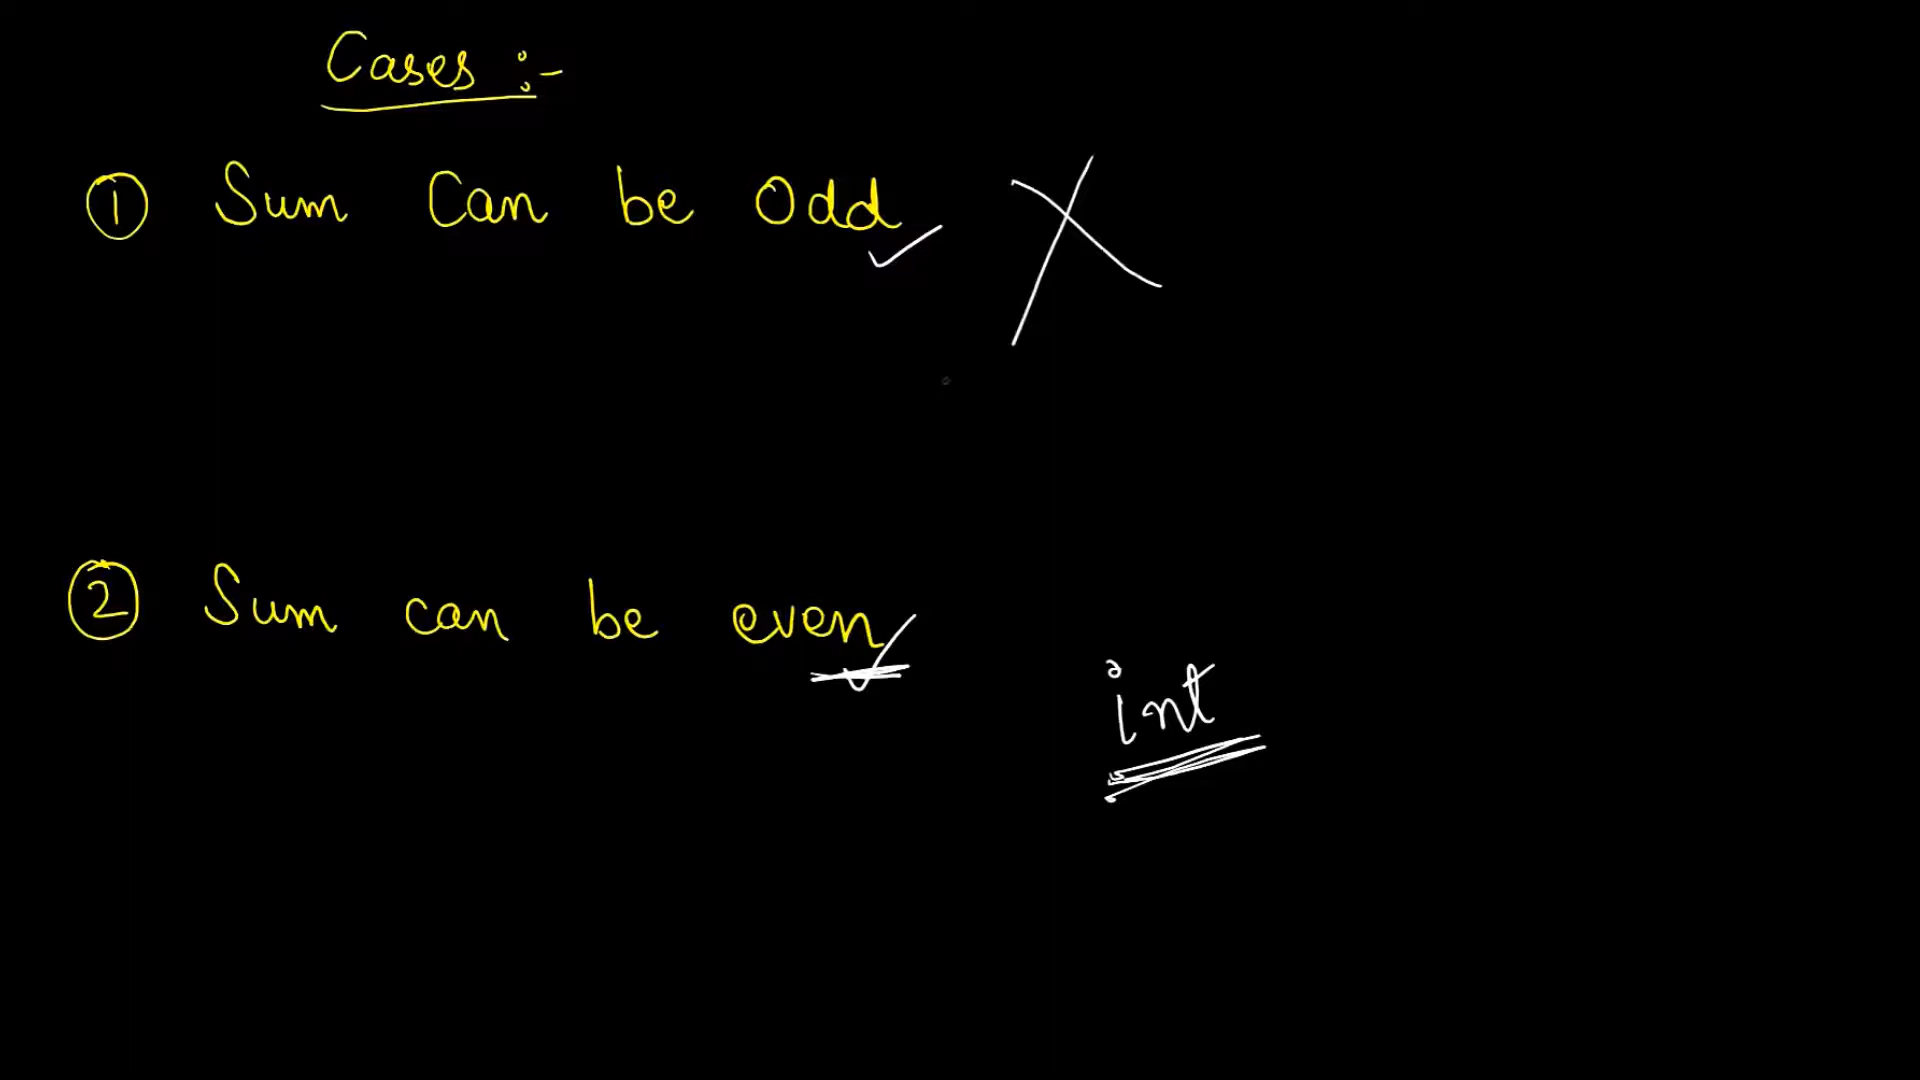 Cases :-
① Sum Can be Odd
② Sum can be even
int